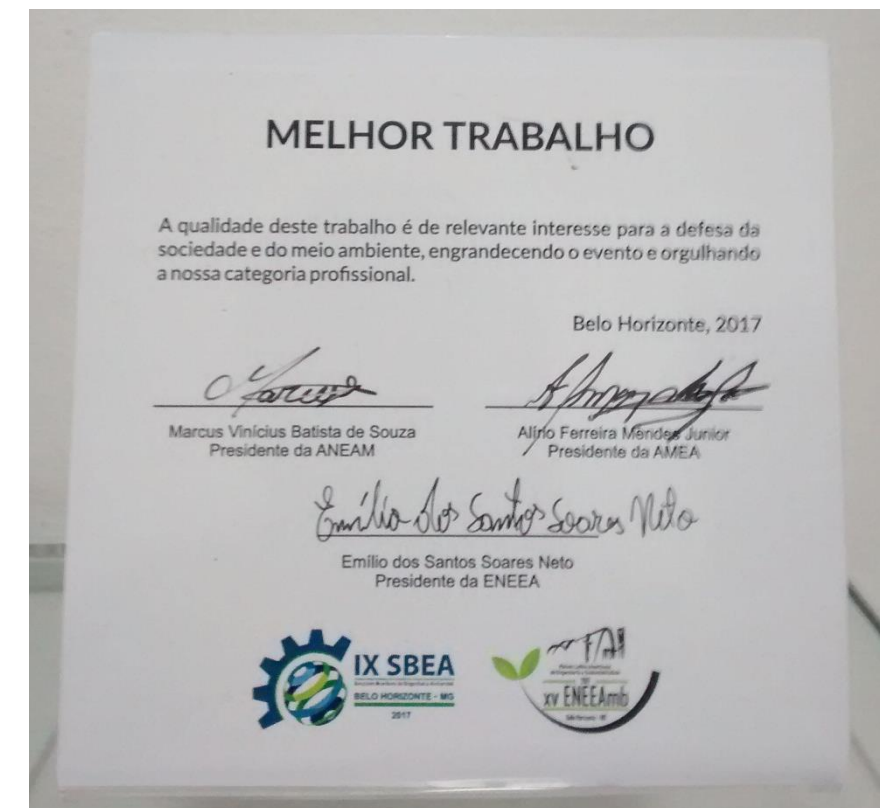 MELHOR TRABALHO
A qualidade deste trabalho é de relevante interesse para a defesa da
sociedade e do meio ambiente, engrandecendo o evento e orgulhando
a nossa categoria profissional.
Belo Horizonte, 2017
Marcus Vinícius Batista de Souza
Presidente da ANEAM
Alírio Ferreira Mendes Junior
Presidente da AMEA
Emílio dos Santos Soares Neto
Emílio dos Santos Soares Neto
Presidente da ENEEA
IX SBEA
BELO HORIZONTE - MG
2017
XV ENEEAmb